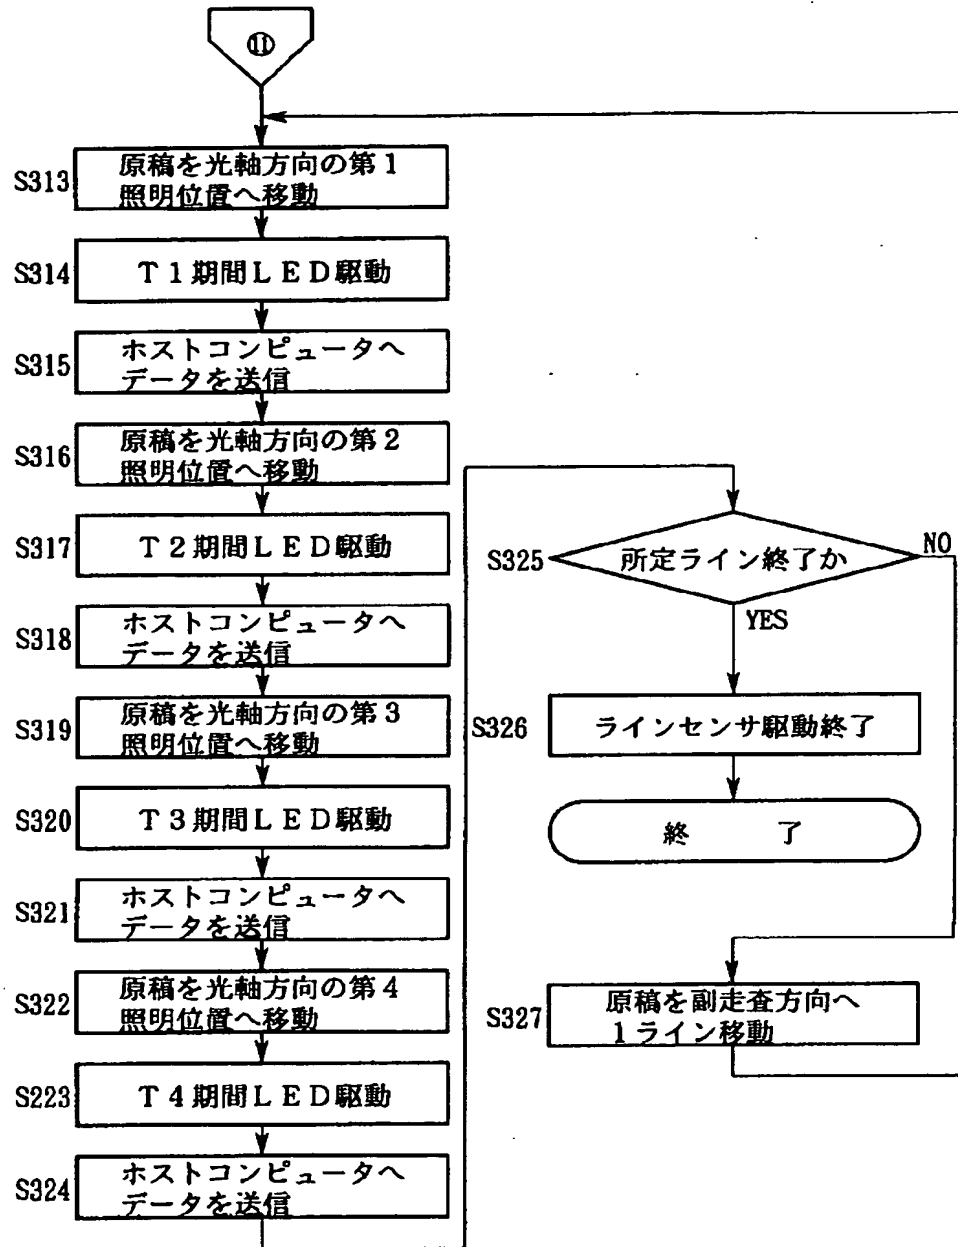 ⑪
S313
原稿を光軸方向の第1
照明位置へ移動
S314
T1期間LED駆動
S315
ホストコンピュータへ
データを送信
S316
原稿を光軸方向の第2
照明位置へ移動
S317
T2期間LED駆動
S318
ホストコンピュータへ
データを送信
S319
原稿を光軸方向の第3
照明位置へ移動
S320
T3期間LED駆動
S321
ホストコンピュータへ
データを送信
S322
原稿を光軸方向の第4
照明位置へ移動
S223
T4期間LED駆動
S324
ホストコンピュータへ
データを送信
S325
所定ライン終了か
NO
YES
S326
ラインセンサ駆動終了
終 了
S327
原稿を副走査方向へ
1ライン移動